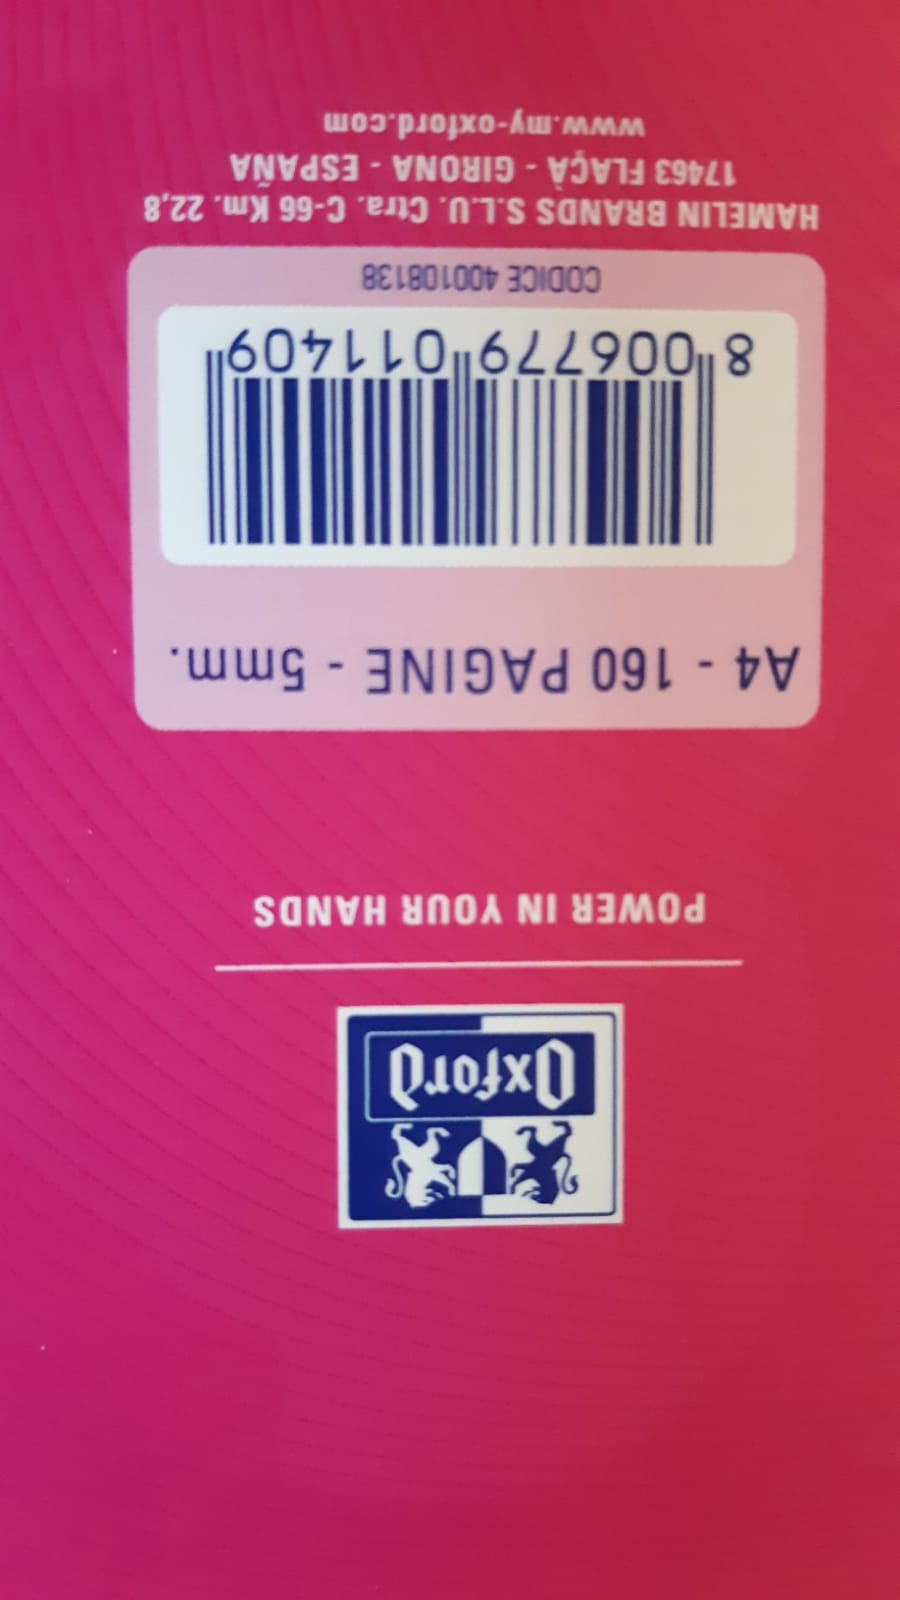 Oxford
POWER IN YOUR HANDS
A4 - 160 PAGINE - 5mm.
8 006779 011409
CODICE 400108138
HAMELIN BRANDS S.L.U. Ctra. C-66 Km. 22,8
17463 FLAÇÀ - GIRONA - ESPAÑA
www.my-oxford.com